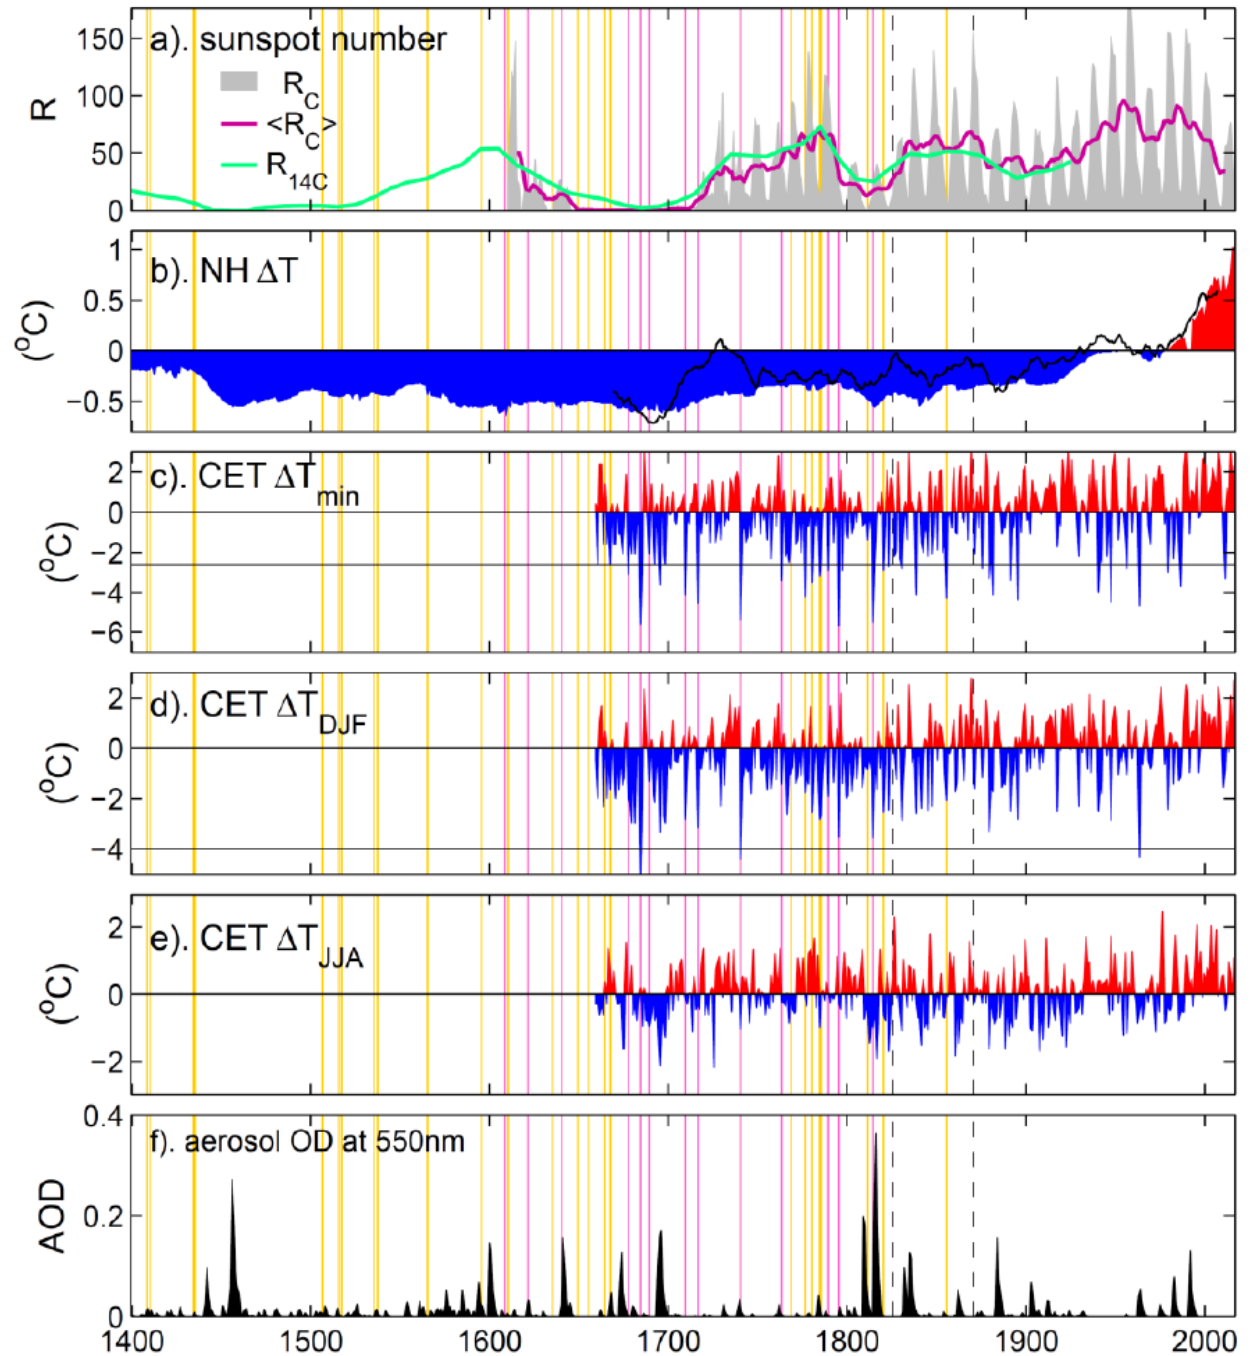 a). sunspot number
R_C
<R_C>
R_14C
R
150
100
50
0
b). NH ΔT
(°C)
1
0.5
0
−0.5
c). CET ΔT_min
(°C)
2
0
−2
−4
−6
d). CET ΔT_DJF
(°C)
2
0
−2
−4
e). CET ΔT_JJA
(°C)
2
0
−2
f). aerosol OD at 550nm
AOD
0.4
0.2
0
1400 1500 1600 1700 1800 1900 2000